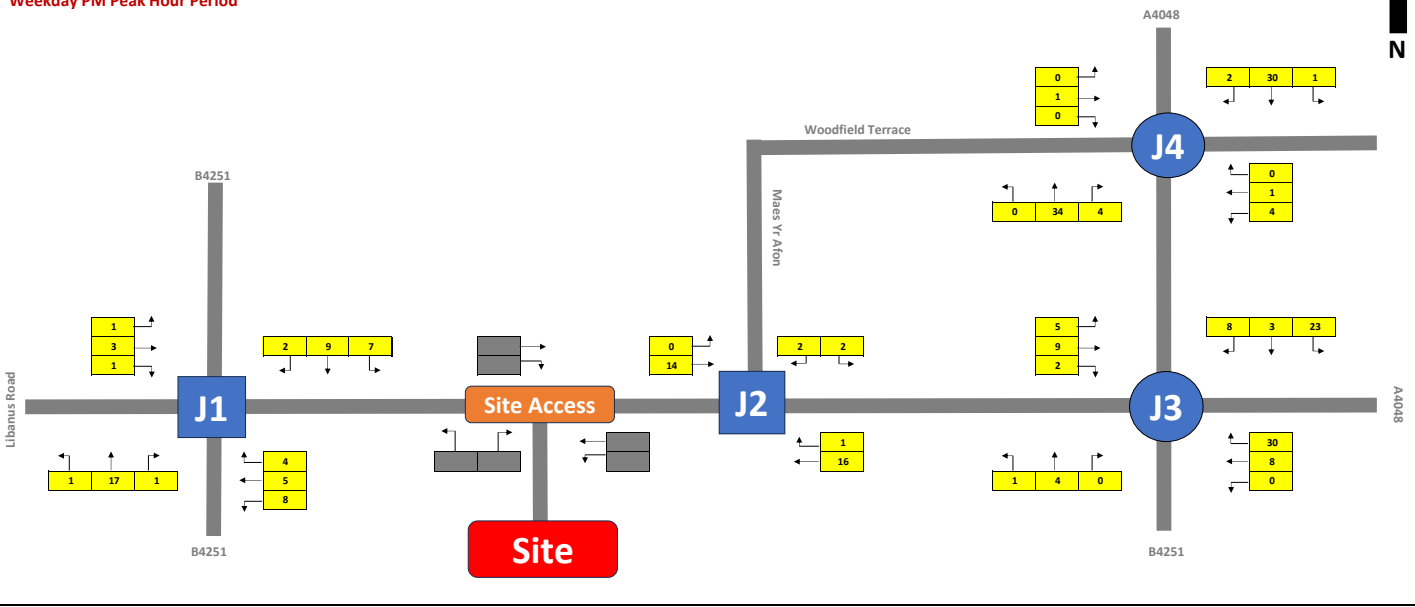 Weekday PM Peak Hour Period
A4048
N
0
1
0
2 30 1
Woodfield Terrace
J4
B4251
0
1
4
Maes Yr Afon
0 34 4
1
3
1
2 9 7
0
14
2 2
5
9
2
8 3 23
Libanus Road
J1
Site Access
J2
J3
A4048
1 17 1
4
5
8
1
16
1 4 0
30
8
0
B4251
Site
B4251